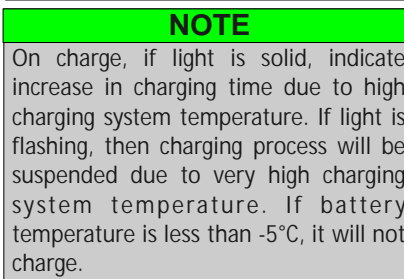 NOTE
On charge, if light is solid, indicate
increase in charging time due to high
charging system temperature. If light is
flashing, then charging process will be
suspended due to very high charging
system temperature. If battery
temperature is less than -5°C, it will not
charge.